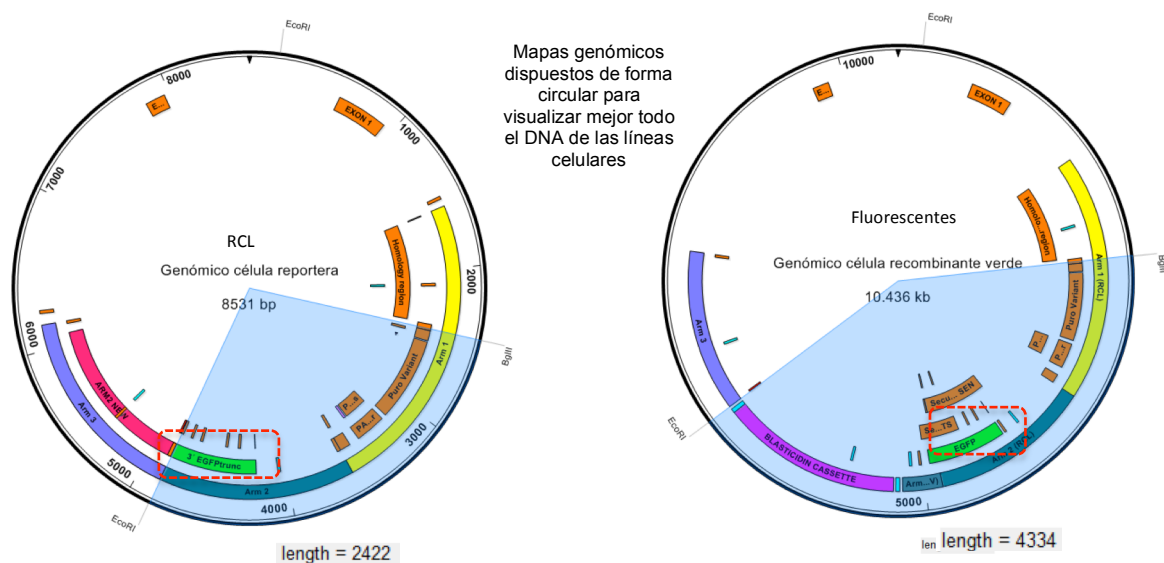 EcoRI
8000
E...
EXON 1
1000
7000
RCL
Genómico célula reportera
8531 bp
Homology region
2000
Arm 1
BglII
Puro Variant
P...s
PA...r
6000
ARM2 NEW
Arm 3
3000
3´ EGFPtrunc
5000
Arm 2
EcoRI
4000
length = 2422
Mapas genómicos
dispuestos de forma
circular para
visualizar mejor todo
el DNA de las líneas
celulares
EcoRI
10000
E...
EXON 1
Fluorescentes
Genómico célula recombinante verde
10.436 kb
Homolo...region
Arm 1 (RCL)
BglII
Puro Variant
P...
P...r
Arm 3
Secu... SEN
Se...TS
EGFP
EcoRI
BLASTICIDIN CASSETTE
Arm...V)
5000
len length = 4334